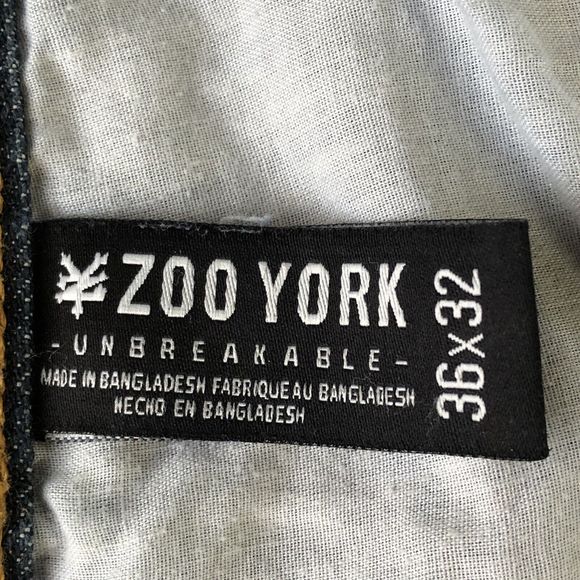 ZOO YORK
- UNBREAKABLE -
MADE IN BANGLADESH FABRIQUE AU BANGLADESH
HECHO EN BANGLADESH
36x32